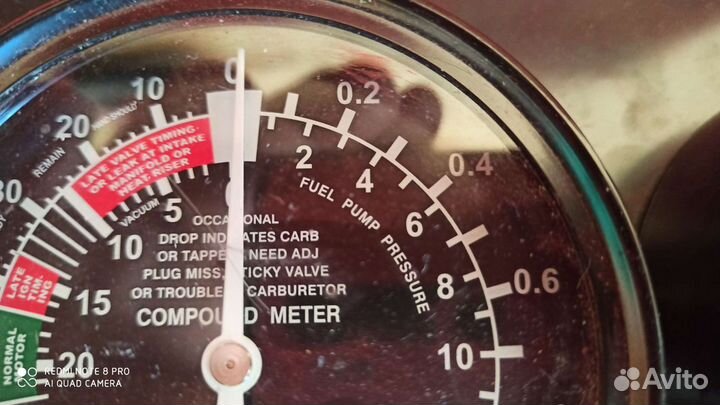 0
10
0.2
20
0.4
0.6
30
REMAIN
LATE VALVE TIMING
OR LEAK AT INTAKE
MANIFOLD OR
HEAT RISER
0
2
4
6
8
10
FUEL PUMP PRESSURE
VACUUM
5
10
15
20
DROP INDICATES CARB
OR TAPPETS NEED ADJ
PLUG MISS, STICKY VALVE
OR TROUBLE CARBURETOR
COMPOUND METER
LATE
IGN
TIM-
ING
NORMAL
MOTOR
REDMI NOTE 8 PRO
AI QUAD CAMERA
Avito